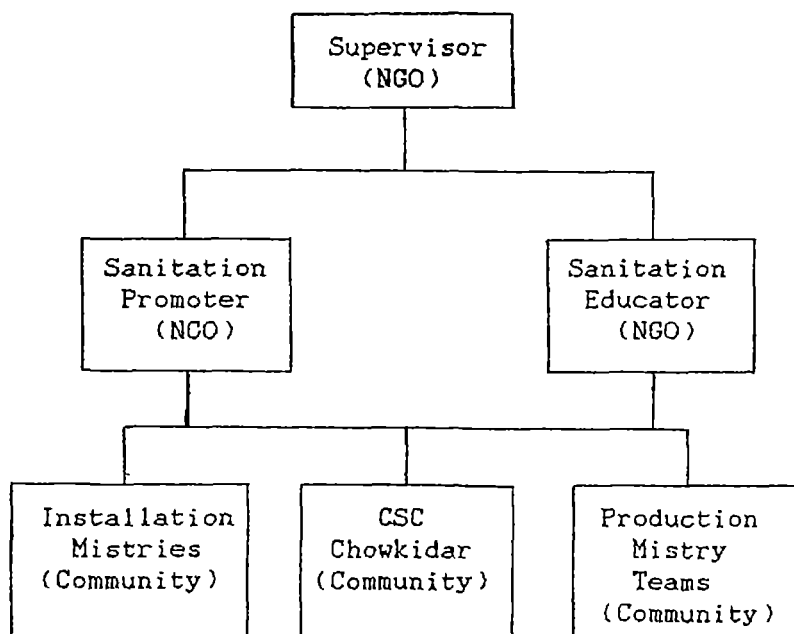 Supervisor
(NGO)
Sanitation
Promoter
(NCO)
Sanitation
Educator
(NGO)
Installation
Mistries
(Community)
CSC
Chowkidar
(Community)
Production
Mistry
Teams
(Community)